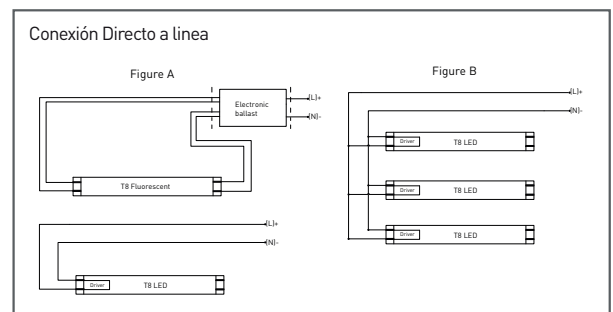 Conexión Directo a linea
Figure A
Electronic
ballast
(L)+
(N)-
T8 Fluorescent
(L)+
(N)-
Driver
T8 LED
Figure B
(L)+
(N)-
Driver
T8 LED
Driver
T8 LED
Driver
T8 LED